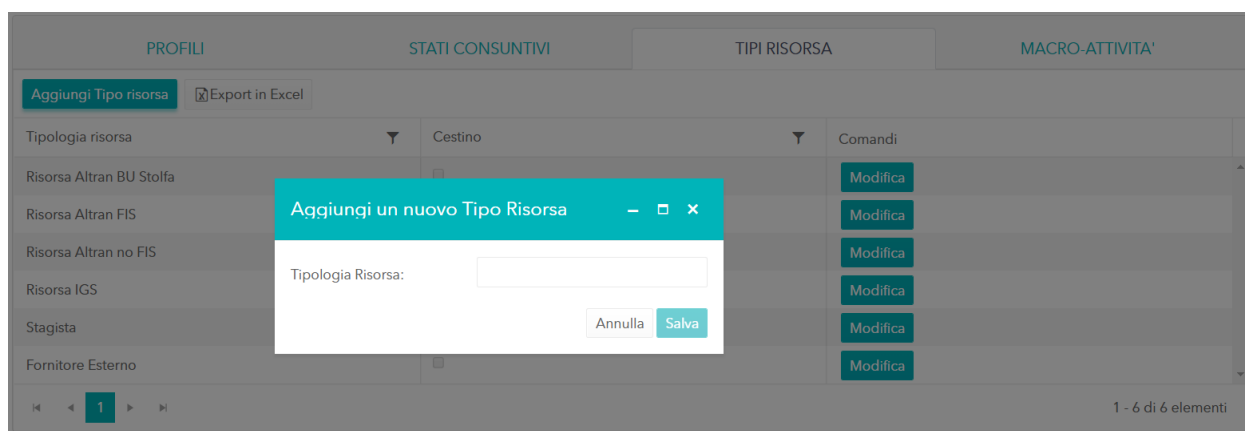 PROFILI STATI CONSUNTIVI TIPI RISORSA MACRO-ATTIVITA'
Aggiungi Tipo risorsa Export in Excel
Tipologia risorsa Cestino Comandi
Risorsa Altran BU Stolfa Modifica
Risorsa Altran FIS Modifica
Risorsa Altran no FIS Modifica
Risorsa IGS Modifica
Stagista Modifica
Fornitore Esterno Modifica
Aggiungi un nuovo Tipo Risorsa
Tipologia Risorsa:
Annulla Salva
1 1 - 6 di 6 elementi